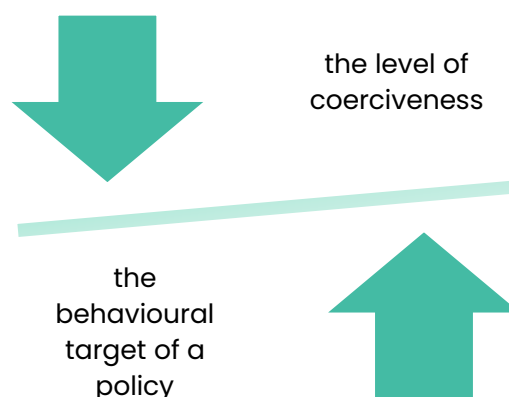 the level of
coerciveness
the
behavioural
target of a
policy